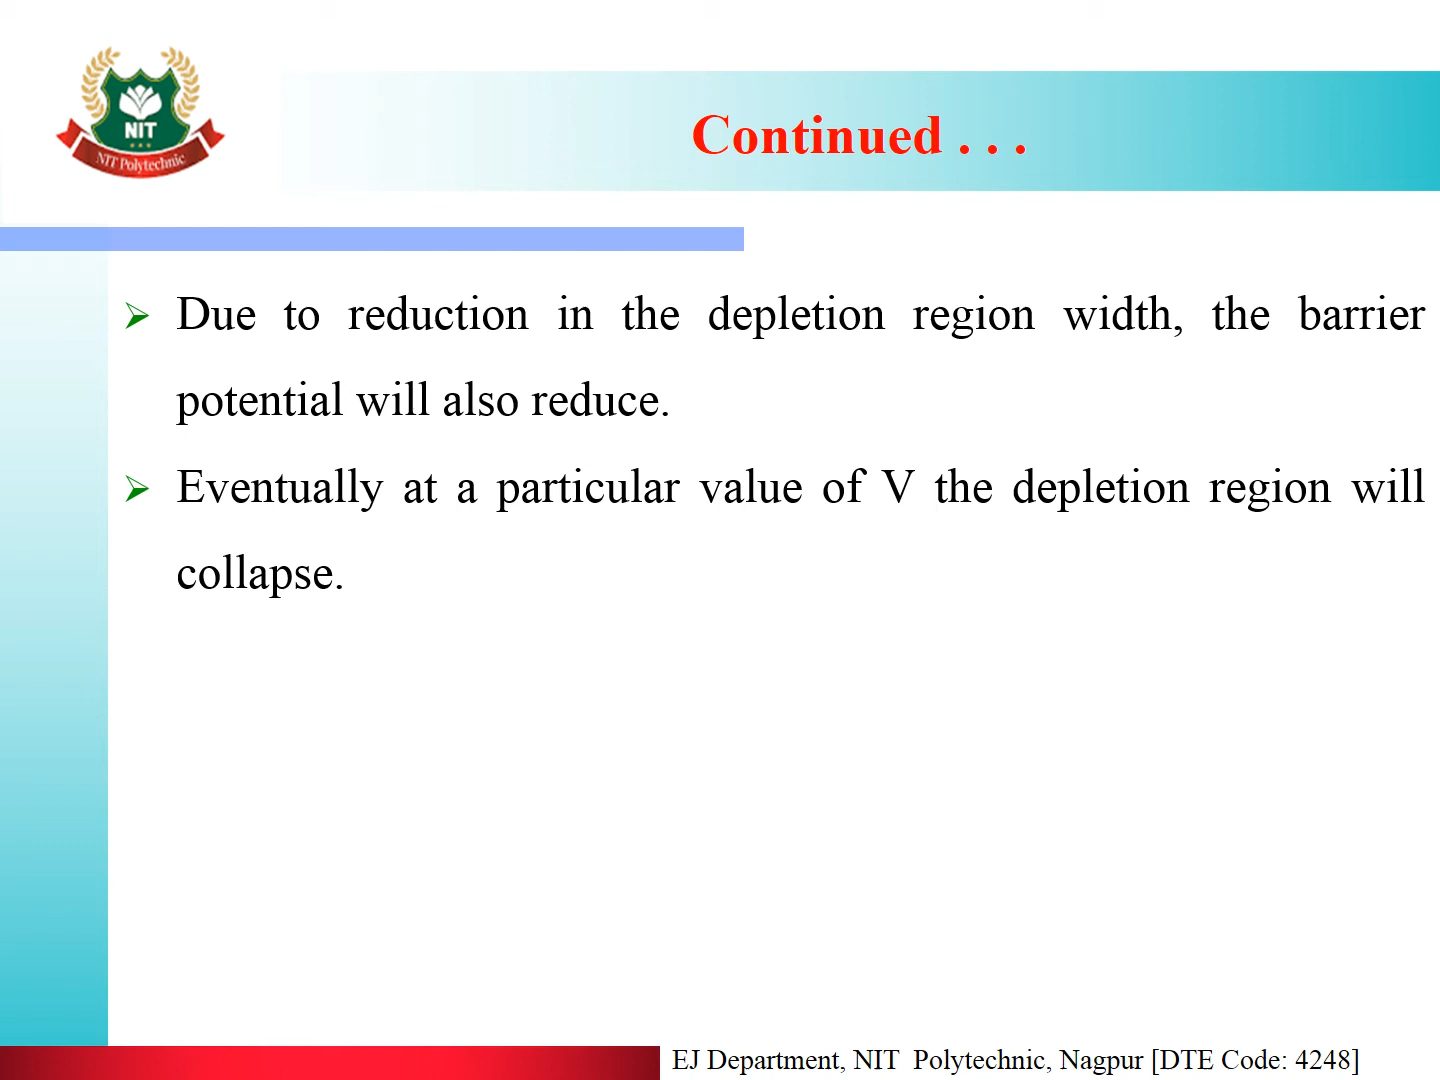 NIT
NIT Polytechnic
Continued . . .
Due to reduction in the depletion region width, the barrier
potential will also reduce.
Eventually at a particular value of V the depletion region will
collapse.
EJ Department, NIT  Polytechnic, Nagpur [DTE Code: 4248]